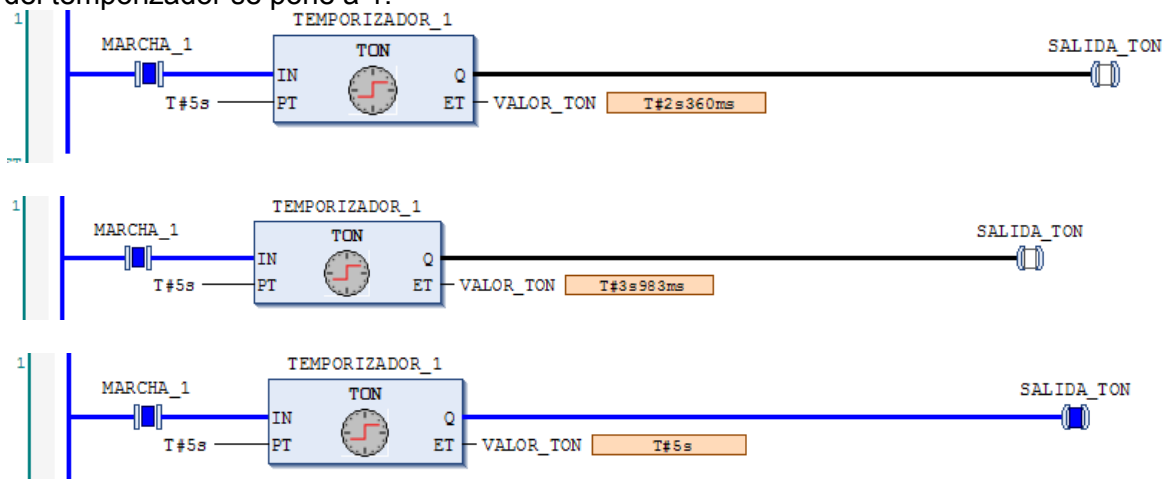 del temporizador se pone a 1.
1
TEMPORIZADOR_1
MARCHA_1
TON
SALIDA_TON
IN
Q
T#5s
PT
ET
VALOR_TON
T#2s360ms
1
TEMPORIZADOR_1
MARCHA_1
TON
SALIDA_TON
IN
Q
T#5s
PT
ET
VALOR_TON
T#3s983ms
1
TEMPORIZADOR_1
MARCHA_1
TON
SALIDA_TON
IN
Q
T#5s
PT
ET
VALOR_TON
T#5s